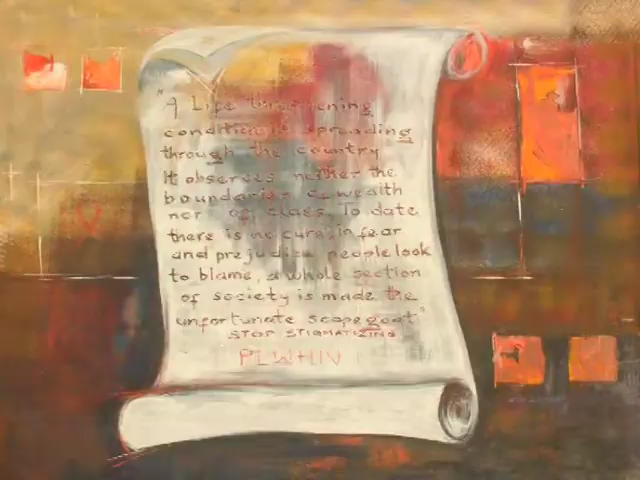 "A Life threatening
condition is spreading
through the country
It observes neither the
boundaries of wealth
nor of class. To date
there is no cure, in fear
and prejudice people look
to blame, a whole section
of society is made the
unfortunate scapegoat"
STOP STIGMATIZING
PLWHIV